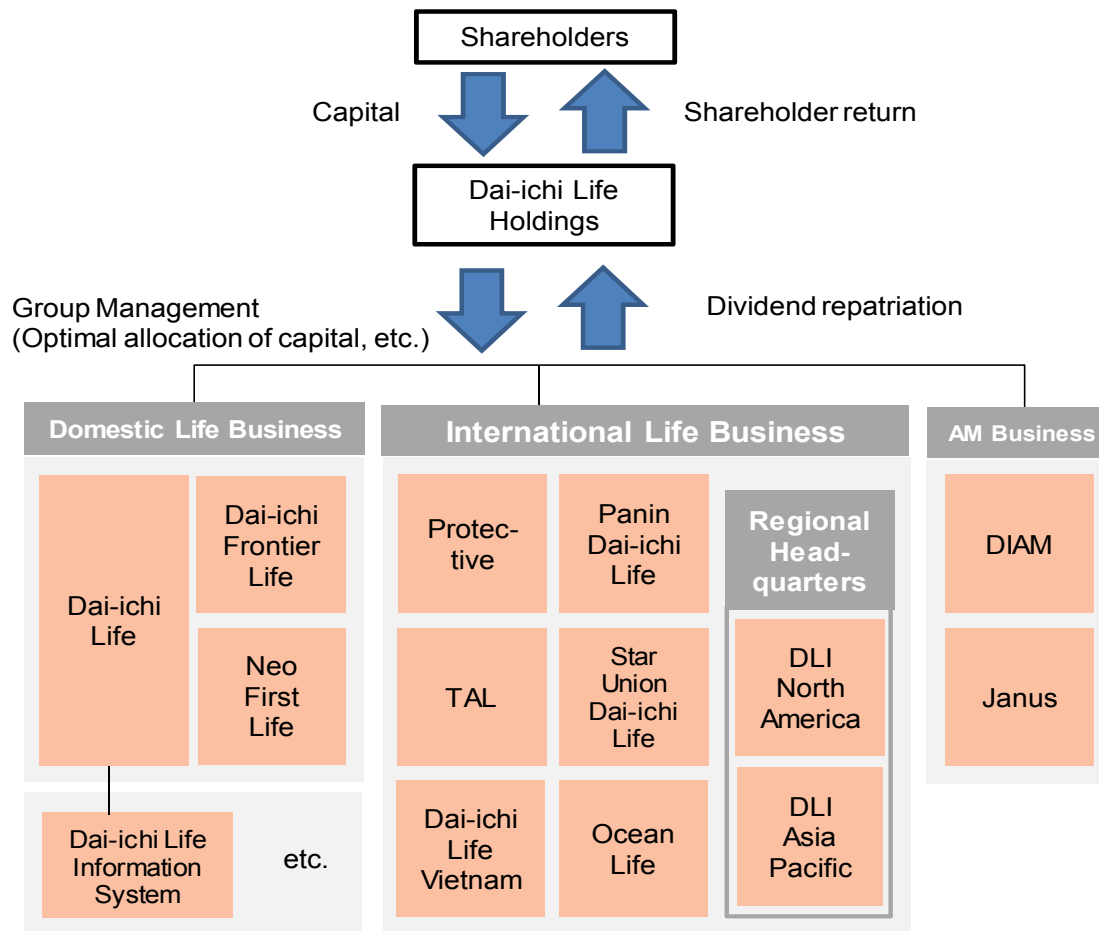 Shareholders
Capital
Shareholder return
Dai-ichi Life
Holdings
Group Management
(Optimal allocation of capital, etc.)
Dividend repatriation
Domestic Life Business
Dai-ichi
Life
Dai-ichi
Frontier
Life
Neo
First
Life
Dai-ichi Life
Information
System
etc.
International Life Business
Protec-
tive
Panin
Dai-ichi
Life
TAL
Star
Union
Dai-ichi
Life
Dai-ichi
Life
Vietnam
Ocean
Life
Regional
Head-
quarters
DLI
North
America
DLI
Asia
Pacific
AM Business
DIAM
Janus